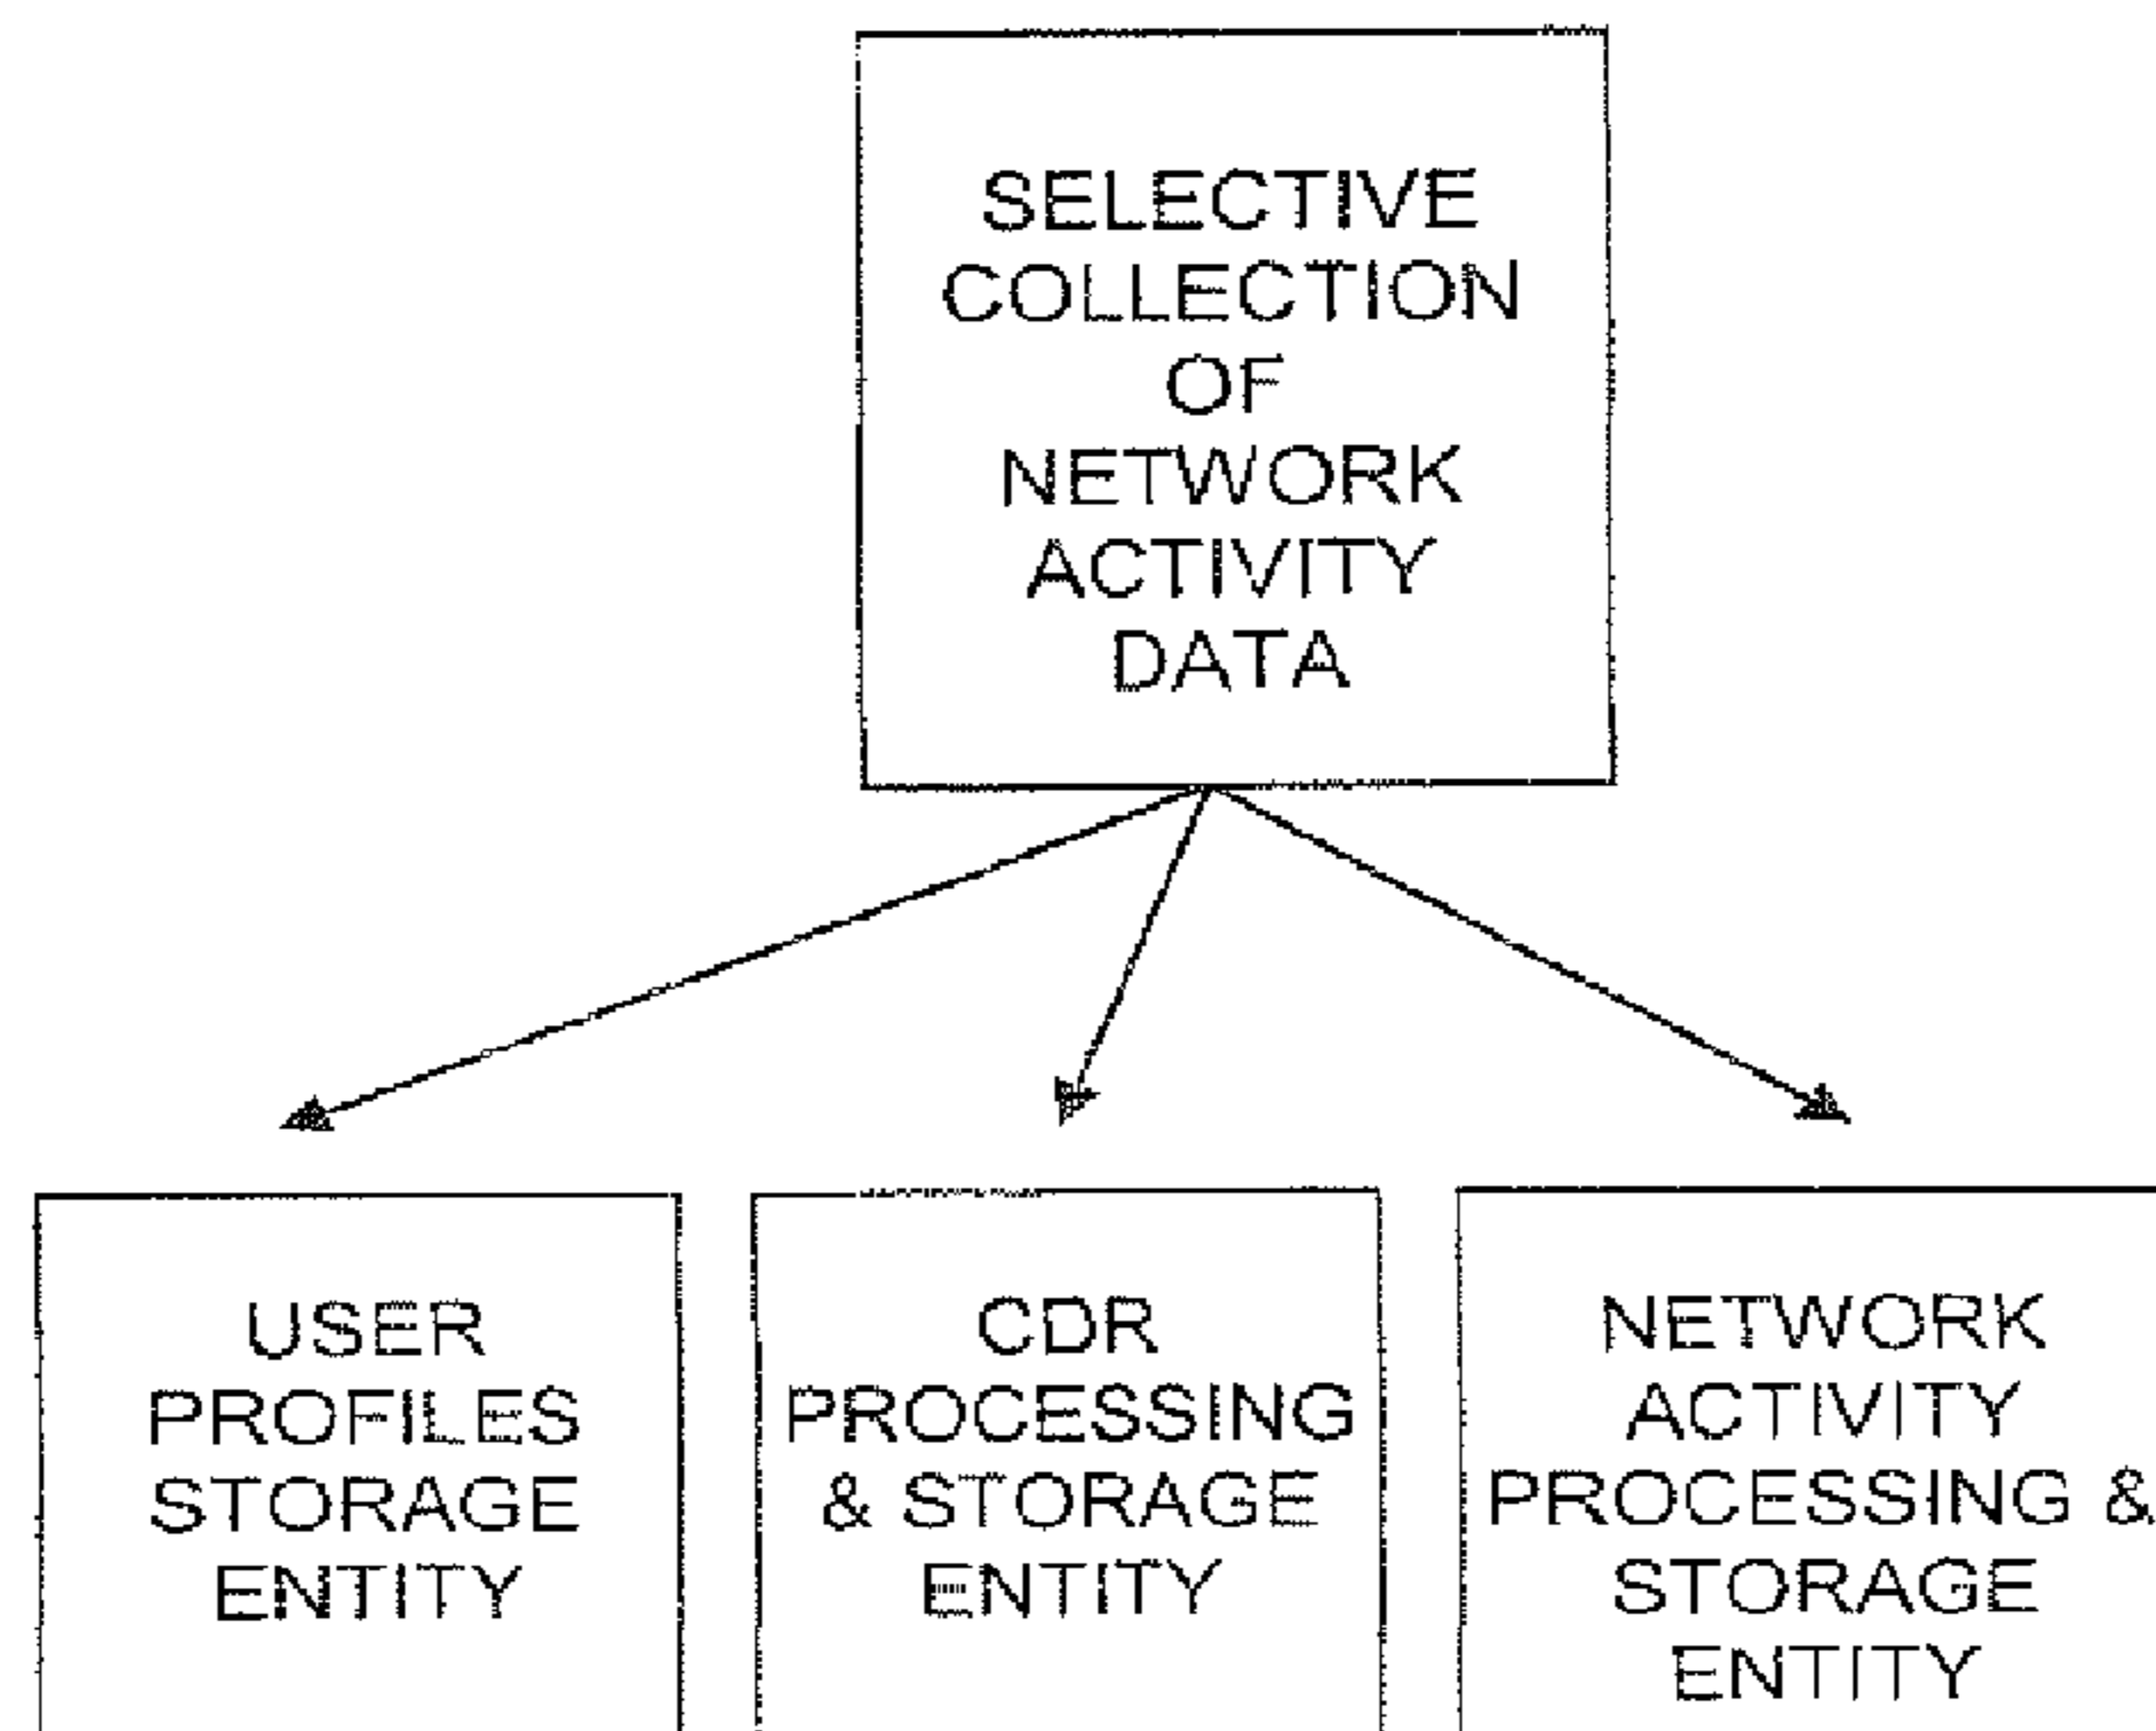 SELECTIVE
COLLECTION
OF
NETWORK
ACTIVITY
DATA
USER
PROFILES
STORAGE
ENTITY
CDR
PROCESSING
& STORAGE
ENTITY
NETWORK
ACTIVITY
PROCESSING &
STORAGE
ENTITY